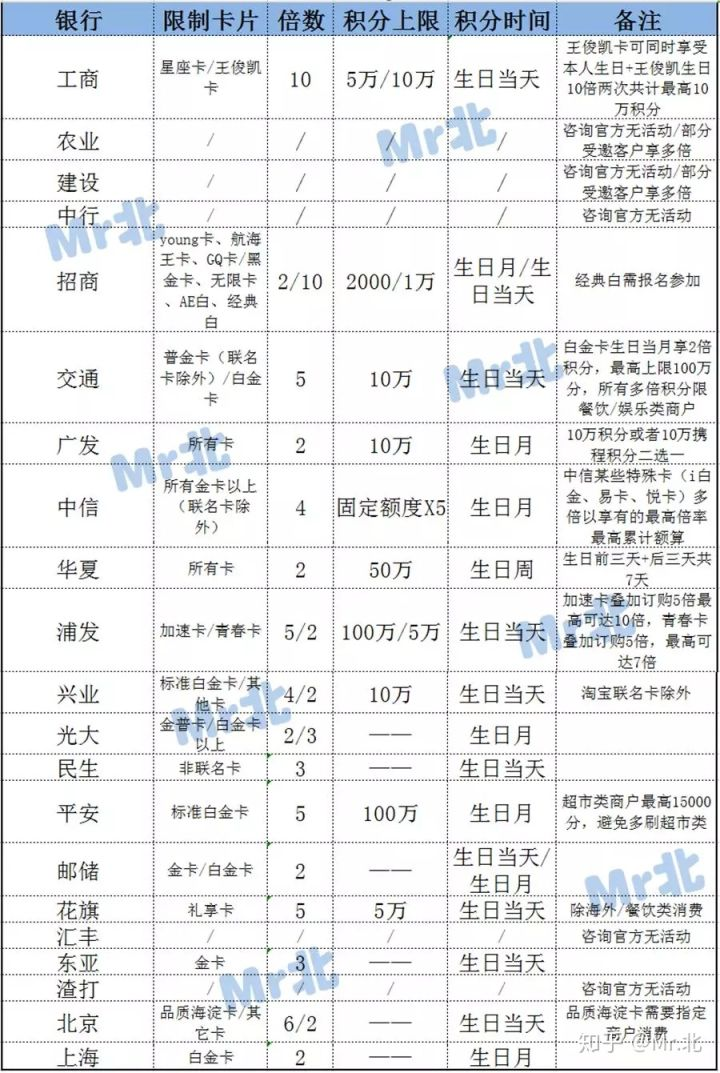 银行 限制卡片 倍数 积分上限 积分时间 备注
工商 星座卡/王俊凯卡 10 5万/10万 生日当天 王俊凯卡可同时享受本人生日+王俊凯生日10倍两次共计最高10万积分
农业 / / / / 咨询官方无活动/部分受邀客户享多倍
建设 / / / / 咨询官方无活动/部分受邀客户享多倍
中行 / / / / 咨询官方无活动
招商 young卡、航海王卡、GQ卡/黑金卡、无限卡、AE白、经典白 2/10 2000/1万 生日月/生日当天 经典白需报名参加
交通 普金卡（联名卡除外）/白金卡 5 10万 生日当天 白金卡生日当月享2倍积分，最高上限100万分，所有多倍积分限餐饮/娱乐类商户
广发 所有卡 2 10万 生日月 10万积分或者10万携程积分二选一
中信 所有金卡以上（联名卡除外） 4 固定额度X5 生日月 中信某些特殊卡（i白金、易卡、悦卡）多倍以享有的最高倍率最高累计额算
华夏 所有卡 2 50万 生日周 生日前三天+后三天共7天
浦发 加速卡/青春卡 5/2 100万/5万 生日当天 加速卡叠加订购5倍最高可达10倍，青春卡叠加订购5倍，最高可达7倍
兴业 标准白金卡/其他卡 4/2 10万 生日当天 淘宝联名卡除外
光大 金普卡/白金卡以上 2/3 —— 生日月
民生 非联名卡 3 —— 生日当天
平安 标准白金卡 5 100万 生日月 超市类商户最高15000分，避免多刷超市类
邮储 金卡/白金卡 2 —— 生日当天/生日月
花旗 礼享卡 5 5万 生日当天 除海外/餐饮类消费
汇丰 / / / / 咨询官方无活动
东亚 金卡 3 —— 生日当天
渣打 / / / / 咨询官方无活动
北京 品质海淀卡/其它卡 6/2 —— 生日当天 品质海淀卡需要指定商户消费
上海 白金卡 2 —— 生日月
Mr北
Mr北
Mr北
Mr北
Mr北
Mr北
Mr北
Mr北
知乎 @Mr.北